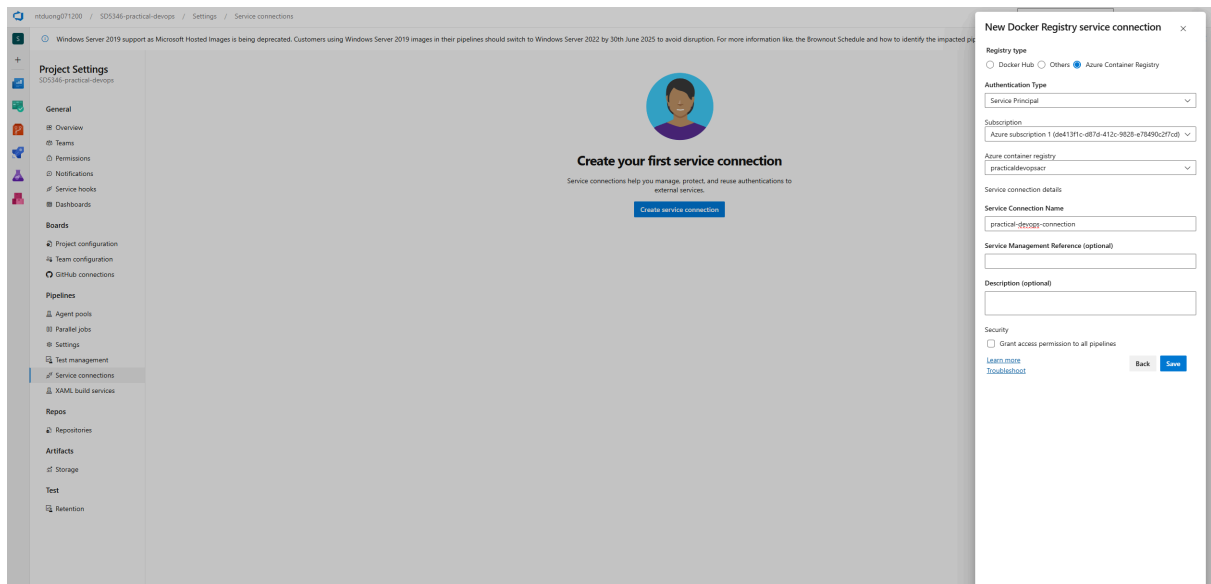 ntduong071200 / SD5346-practical-devops / Settings / Service connections
S
Windows Server 2019 support as Microsoft Hosted Images is being deprecated. Customers using Windows Server 2019 images in their pipelines should switch to Windows Server 2022 by 30th June 2025 to avoid disruption. For more information like, the Brownout Schedule and how to identify the impacted pip
Project Settings
SD5346-practical-devops
General
Overview
Teams
Permissions
Notifications
Service hooks
Dashboards
Boards
Project configuration
Team configuration
GitHub connections
Pipelines
Agent pools
Parallel jobs
Settings
Test management
Service connections
XAML build services
Repos
Repositories
Artifacts
Storage
Test
Retention
Create your first service connection
Service connections help you manage, protect, and reuse authentications to
external services.
Create service connection
New Docker Registry service connection
Registry type
Docker Hub Others Azure Container Registry
Authentication Type
Service Principal
Subscription
Azure subscription 1 (de413f1c-d87d-412c-9828-e78490c2f7cd)
Azure container registry
practicaldevopsacr
Service connection details
Service Connection Name
practical-devops-connection
Service Management Reference (optional)
Description (optional)
Security
Grant access permission to all pipelines
Learn more
Troubleshoot
Back Save